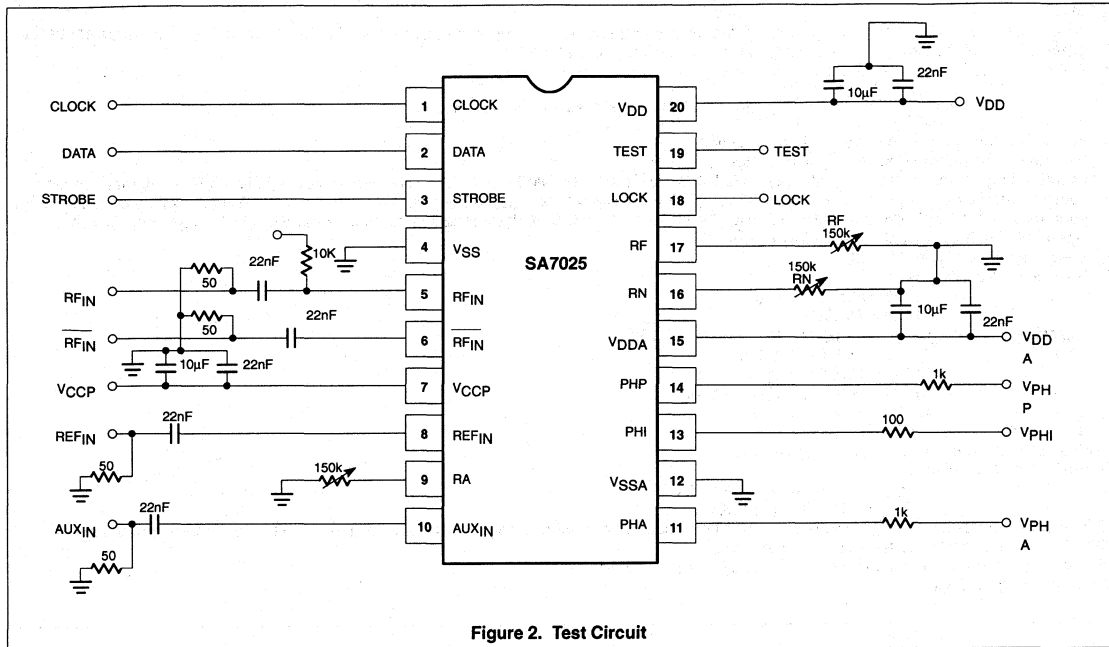 CLOCK 1 CLOCK
DATA 2 DATA
STROBE 3 STROBE
4 VSS
10K
22nF
50
RFIN 5 RFIN
50
22nF
RFIN 6 RFIN
10µF 22nF
VCCP 7 VCCP
22nF
REFIN 8 REFIN
50
150k
9 RA
22nF
AUXIN 10 AUXIN
50
SA7025
22nF
10µF
VDD 20 VDD
TEST 19 TEST
LOCK 18 LOCK
RF
150k
RF 17
150k
RN
RN 16
10µF
22nF
VDDA 15 VDD
A
1k
PHP 14 VPH
P
100
PHI 13 VPHI
VSSA 12
1k
PHA 11 VPH
A
Figure 2. Test Circuit